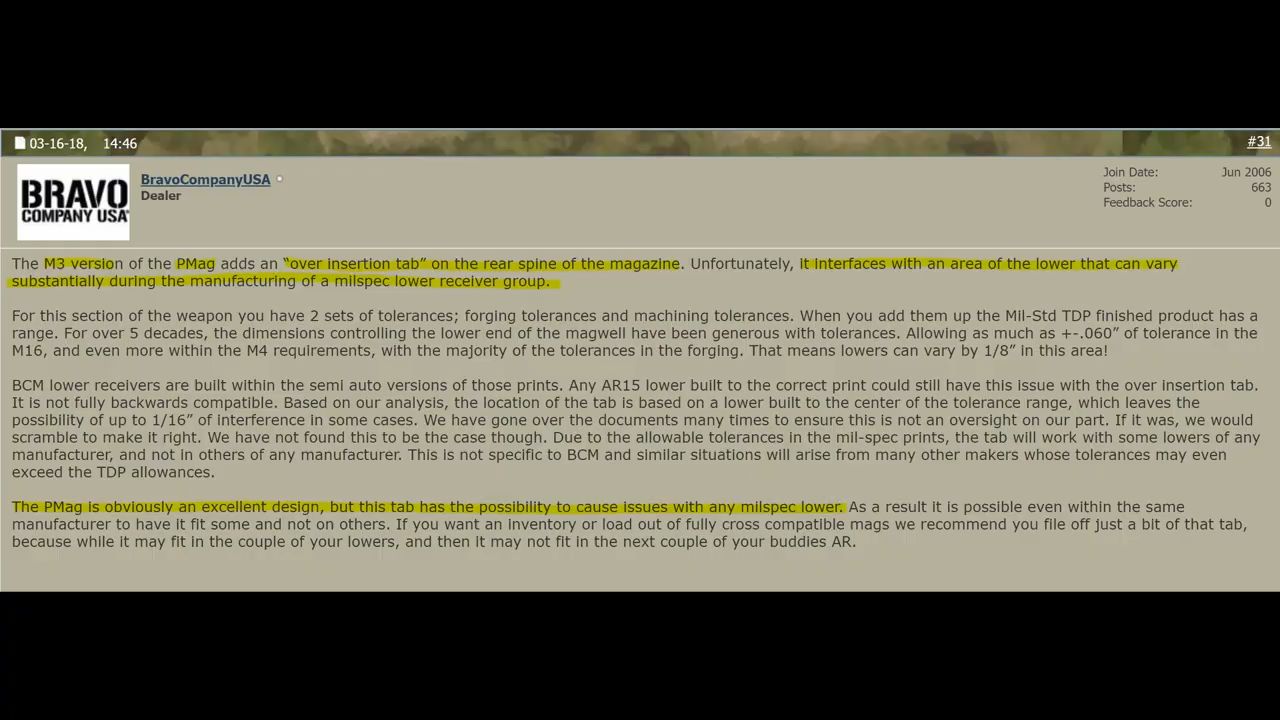 03-16-18, 14:46 #31
BRAVO
COMPANY USA
BravoCompanyUSA
Dealer
Join Date: Jun 2006
Posts: 663
Feedback Score: 0
The M3 version of the PMag adds an “over insertion tab” on the rear spine of the magazine. Unfortunately, it interfaces with an area of the lower that can vary
substantially during the manufacturing of a milspec lower receiver group.
For this section of the weapon you have 2 sets of tolerances; forging tolerances and machining tolerances. When you add them up the Mil-Std TDP finished product has a
range. For over 5 decades, the dimensions controlling the lower end of the magwell have been generous with tolerances. Allowing as much as +-.060” of tolerance in the
M16, and even more within the M4 requirements, with the majority of the tolerances in the forging. That means lowers can vary by 1/8” in this area!
BCM lower receivers are built within the semi auto versions of those prints. Any AR15 lower built to the correct print could still have this issue with the over insertion tab.
It is not fully backwards compatible. Based on our analysis, the location of the tab is based on a lower built to the center of the tolerance range, which leaves the
possibility of up to 1/16” of interference in some cases. We have gone over the documents many times to ensure this is not an oversight on our part. If it was, we would
scramble to make it right. We have not found this to be the case though. Due to the allowable tolerances in the mil-spec prints, the tab will work with some lowers of any
manufacturer, and not in others of any manufacturer. This is not specific to BCM and similar situations will arise from many other makers whose tolerances may even
exceed the TDP allowances.
The PMag is obviously an excellent design, but this tab has the possibility to cause issues with any milspec lower. As a result it is possible even within the same
manufacturer to have it fit some and not on others. If you want an inventory or load out of fully cross compatible mags we recommend you file off just a bit of that tab,
because while it may fit in the couple of your lowers, and then it may not fit in the next couple of your buddies AR.